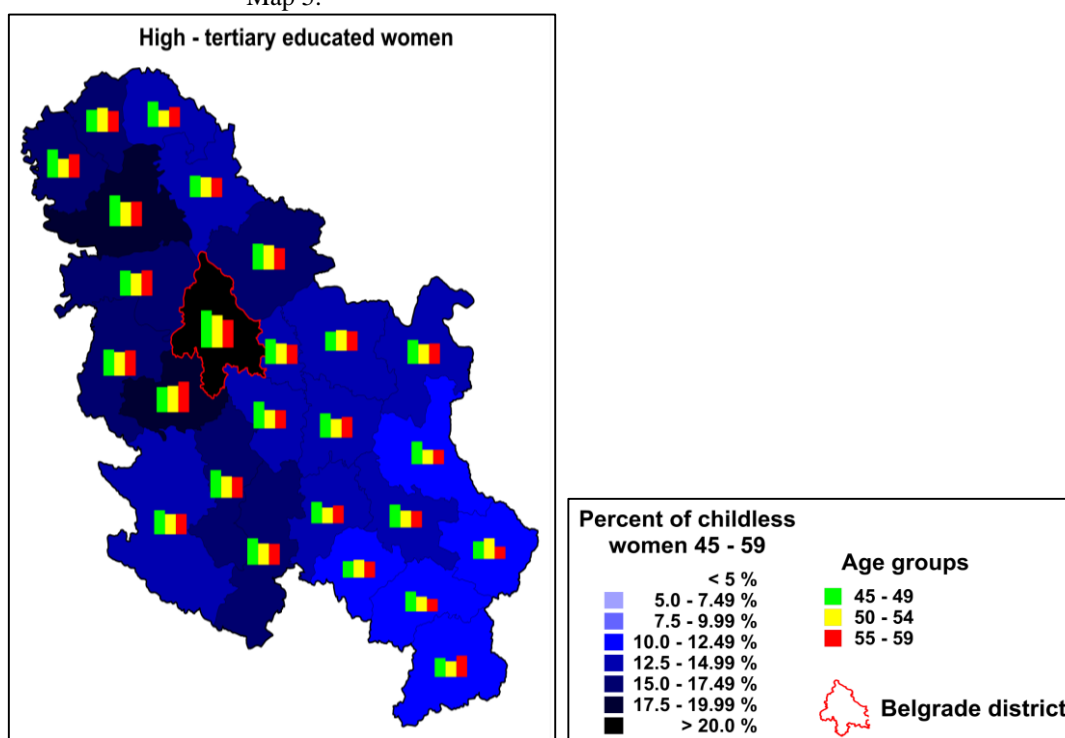 Map 3.
High - tertiary educated women
Percent of childless
women 45 - 59
< 5 %
5.0 - 7.49 %
7.5 - 9.99 %
10.0 - 12.49 %
12.5 - 14.99 %
15.0 - 17.49 %
17.5 - 19.99 %
> 20.0 %
Age groups
45 - 49
50 - 54
55 - 59
Belgrade district